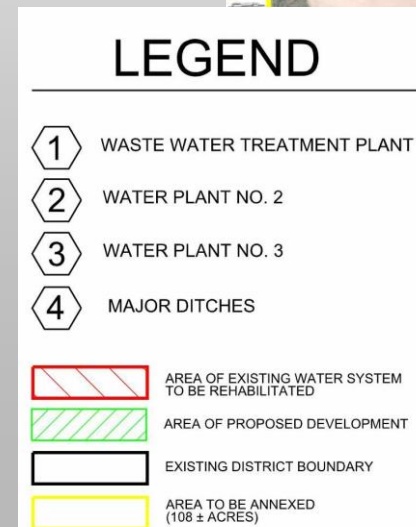 LEGEND
1 WASTE WATER TREATMENT PLANT
2 WATER PLANT NO. 2
3 WATER PLANT NO. 3
4 MAJOR DITCHES
AREA OF EXISTING WATER SYSTEM
TO BE REHABILITATED
AREA OF PROPOSED DEVELOPMENT
EXISTING DISTRICT BOUNDARY
AREA TO BE ANNEXED
(108 ± ACRES)